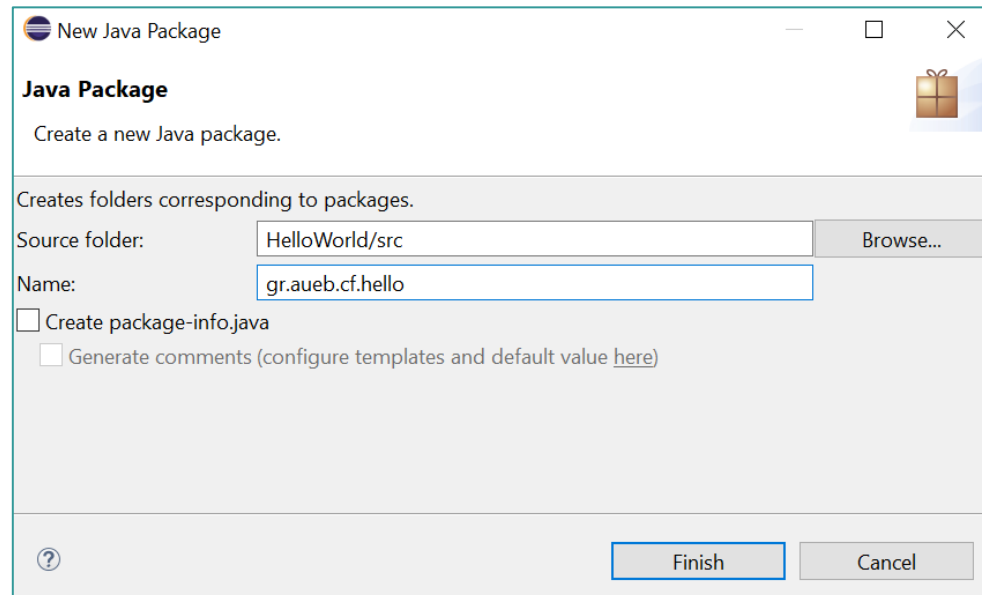 New Java Package
Java Package
Create a new Java package.
Creates folders corresponding to packages.
Source folder: HelloWorld/src Browse...
Name: gr.aueb.cf.hello
Create package-info.java
Generate comments (configure templates and default value here)
? Finish Cancel